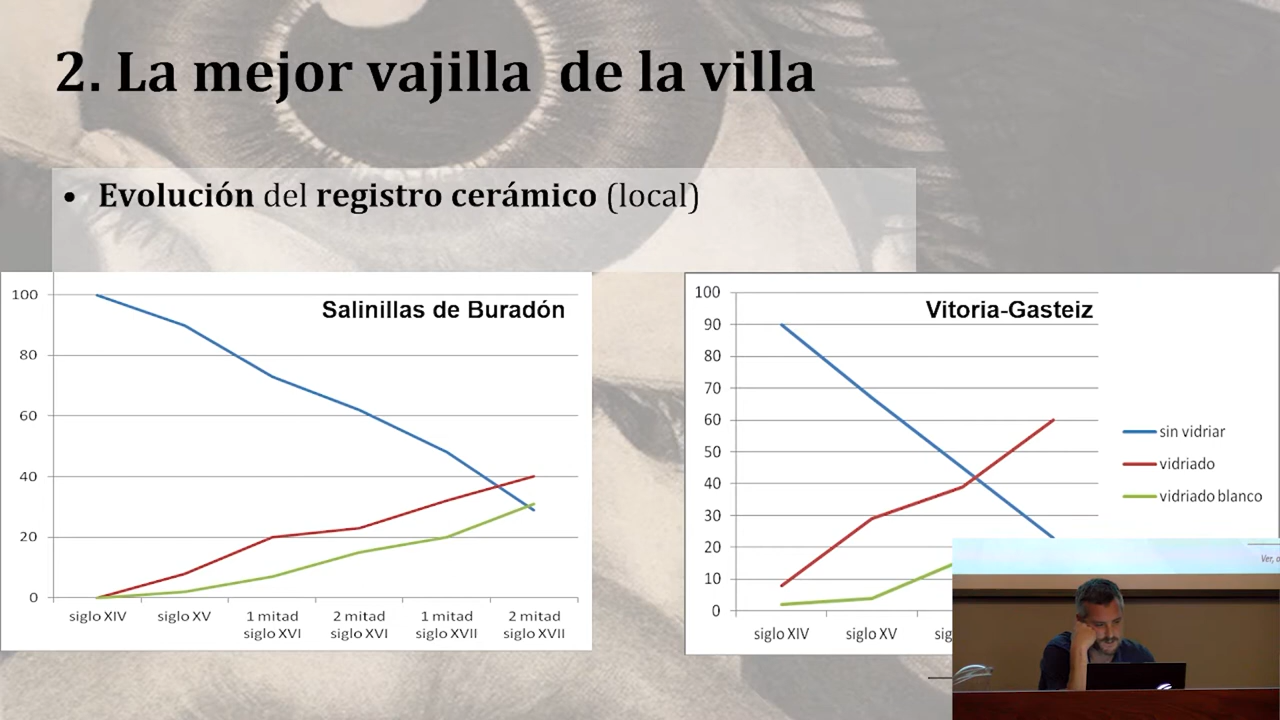 2. La mejor vajilla de la villa
• Evolución del registro cerámico (local)
Salinillas de Buradón
100
80
60
40
20
0
siglo XIV
siglo XV
1 mitad
siglo XVI
2 mitad
siglo XVI
1 mitad
siglo XVII
2 mitad
siglo XVII
Vitoria-Gasteiz
100
90
80
70
60
50
40
30
20
10
0
siglo XIV
siglo XV
sin vidriar
vidriado
vidriado blanco
Ver,